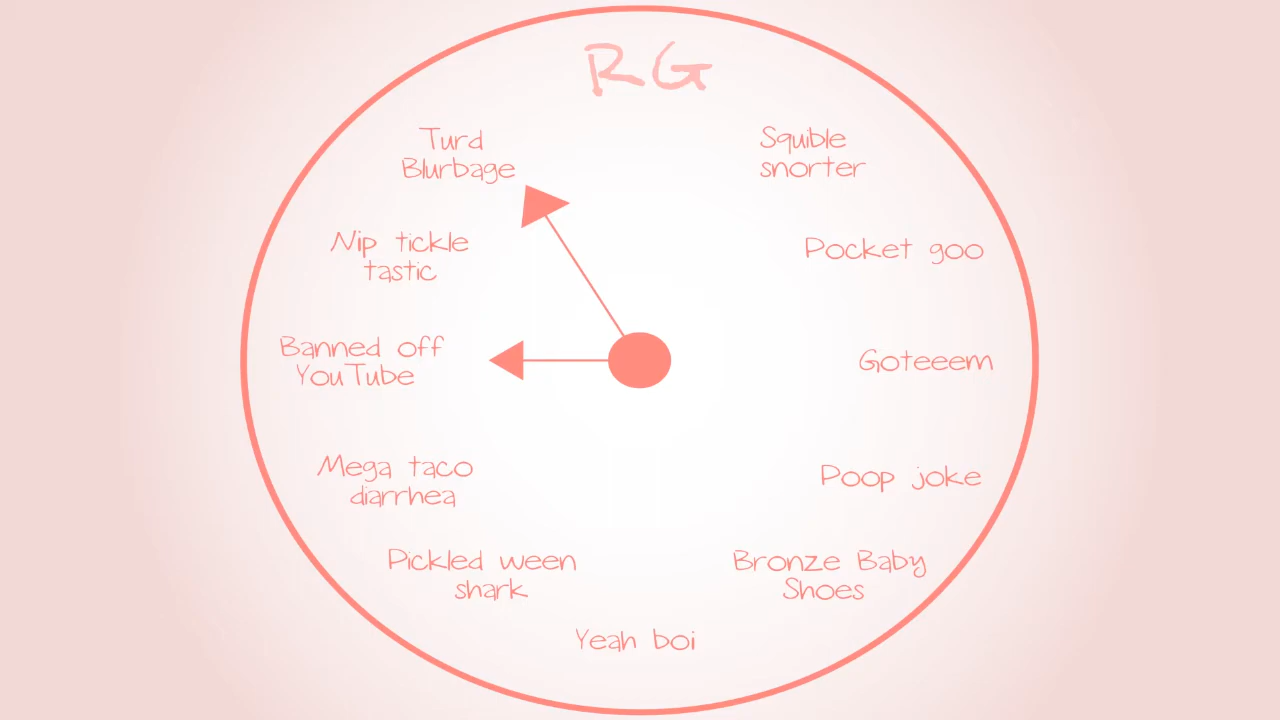 RG
Turd
Blurbage
Squible
snorter
Nip tickle
tastic
Pocket goo
Banned off
YouTube
Goteeem
Mega taco
diarrhea
Poop joke
Pickled ween
shark
Bronze Baby
Shoes
Yeah boi